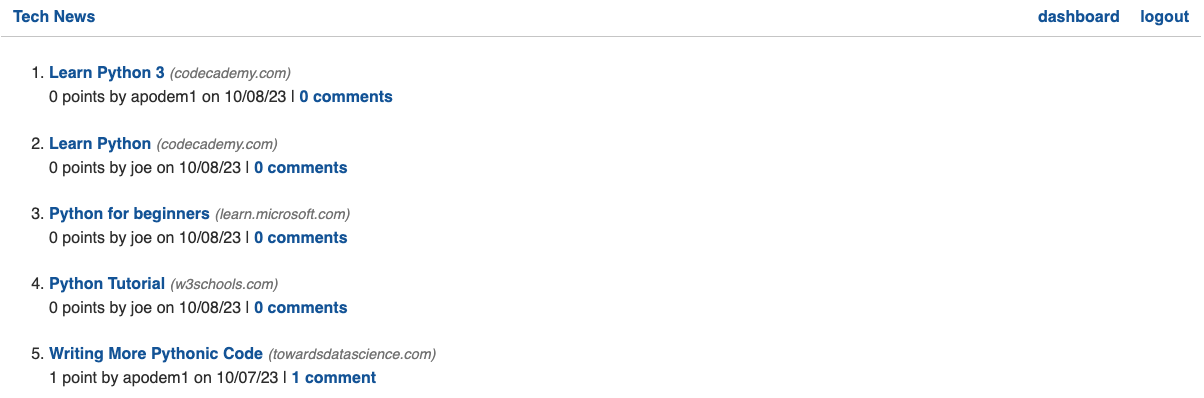 Tech News dashboard logout
1. Learn Python 3 (codecademy.com)
0 points by apodem1 on 10/08/23 | 0 comments
2. Learn Python (codecademy.com)
0 points by joe on 10/08/23 | 0 comments
3. Python for beginners (learn.microsoft.com)
0 points by joe on 10/08/23 | 0 comments
4. Python Tutorial (w3schools.com)
0 points by joe on 10/08/23 | 0 comments
5. Writing More Pythonic Code (towardsdatascience.com)
1 point by apodem1 on 10/07/23 | 1 comment